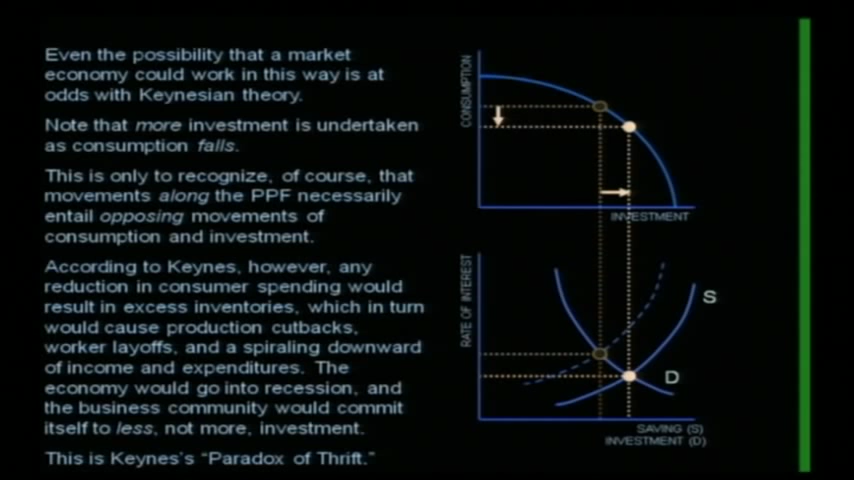 Even the possibility that a market
economy could work in this way is at
odds with Keynesian theory.
Note that more investment is undertaken
as consumption falls.
This is only to recognize, of course, that
movements along the PPF necessarily
entail opposing movements of
consumption and investment.
According to Keynes, however, any
reduction in consumer spending would
result in excess inventories, which in turn
would cause production cutbacks,
worker layoffs, and a spiraling downward
of income and expenditures. The
economy would go into recession, and
the business community would commit
itself to less, not more, investment.
This is Keynes's “Paradox of Thrift.”
CONSUMPTION
INVESTMENT
RATE OF INTEREST
S
D
SAVING (S)
INVESTMENT (D)